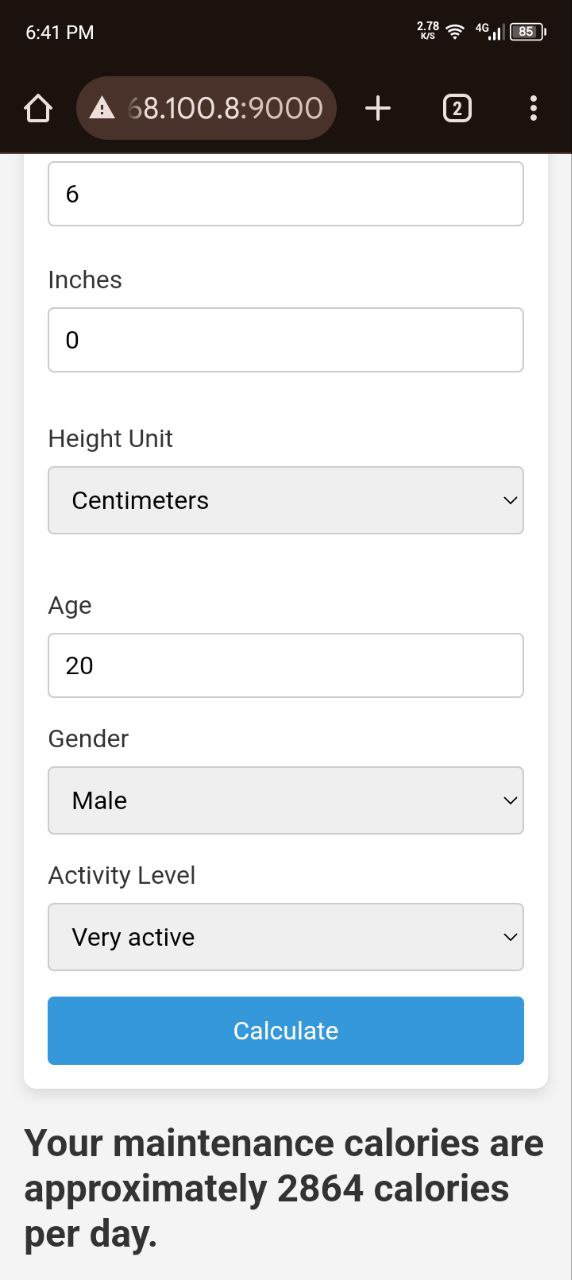 6:41 PM
2.78 K/S 4G 85
68.100.8:9000
2
6
Inches
0
Height Unit
Centimeters
Age
20
Gender
Male
Activity Level
Very active
Calculate
Your maintenance calories are
approximately 2864 calories
per day.